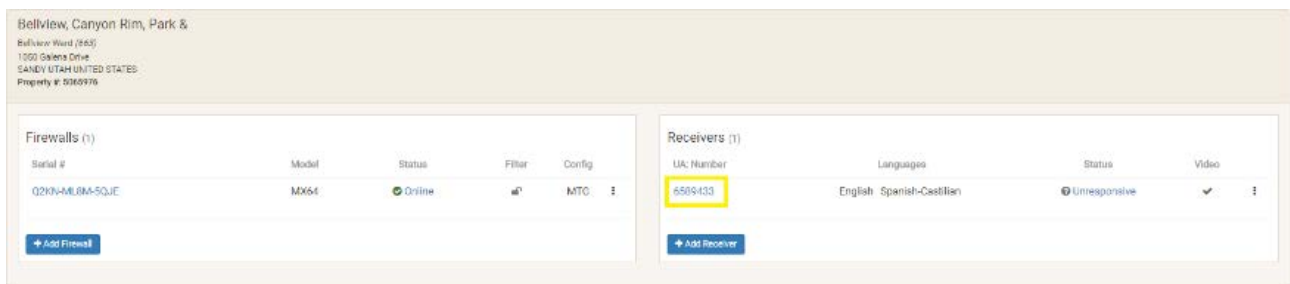 Bellview, Canyon Rim, Park &
Bellview Ward (663)
1050 Galena Drive
SANDY UTAH UNITED STATES
Property #: 5065976
Firewalls (1)
Serial # Model Status Filter Config
Q2KN-ML8M-5QJE MX64 Online MTC
+ Add Firewall
Receivers (1)
UA; Number Languages Status Video
6589433 English Spanish-Castilian Unresponsive
+ Add Receiver